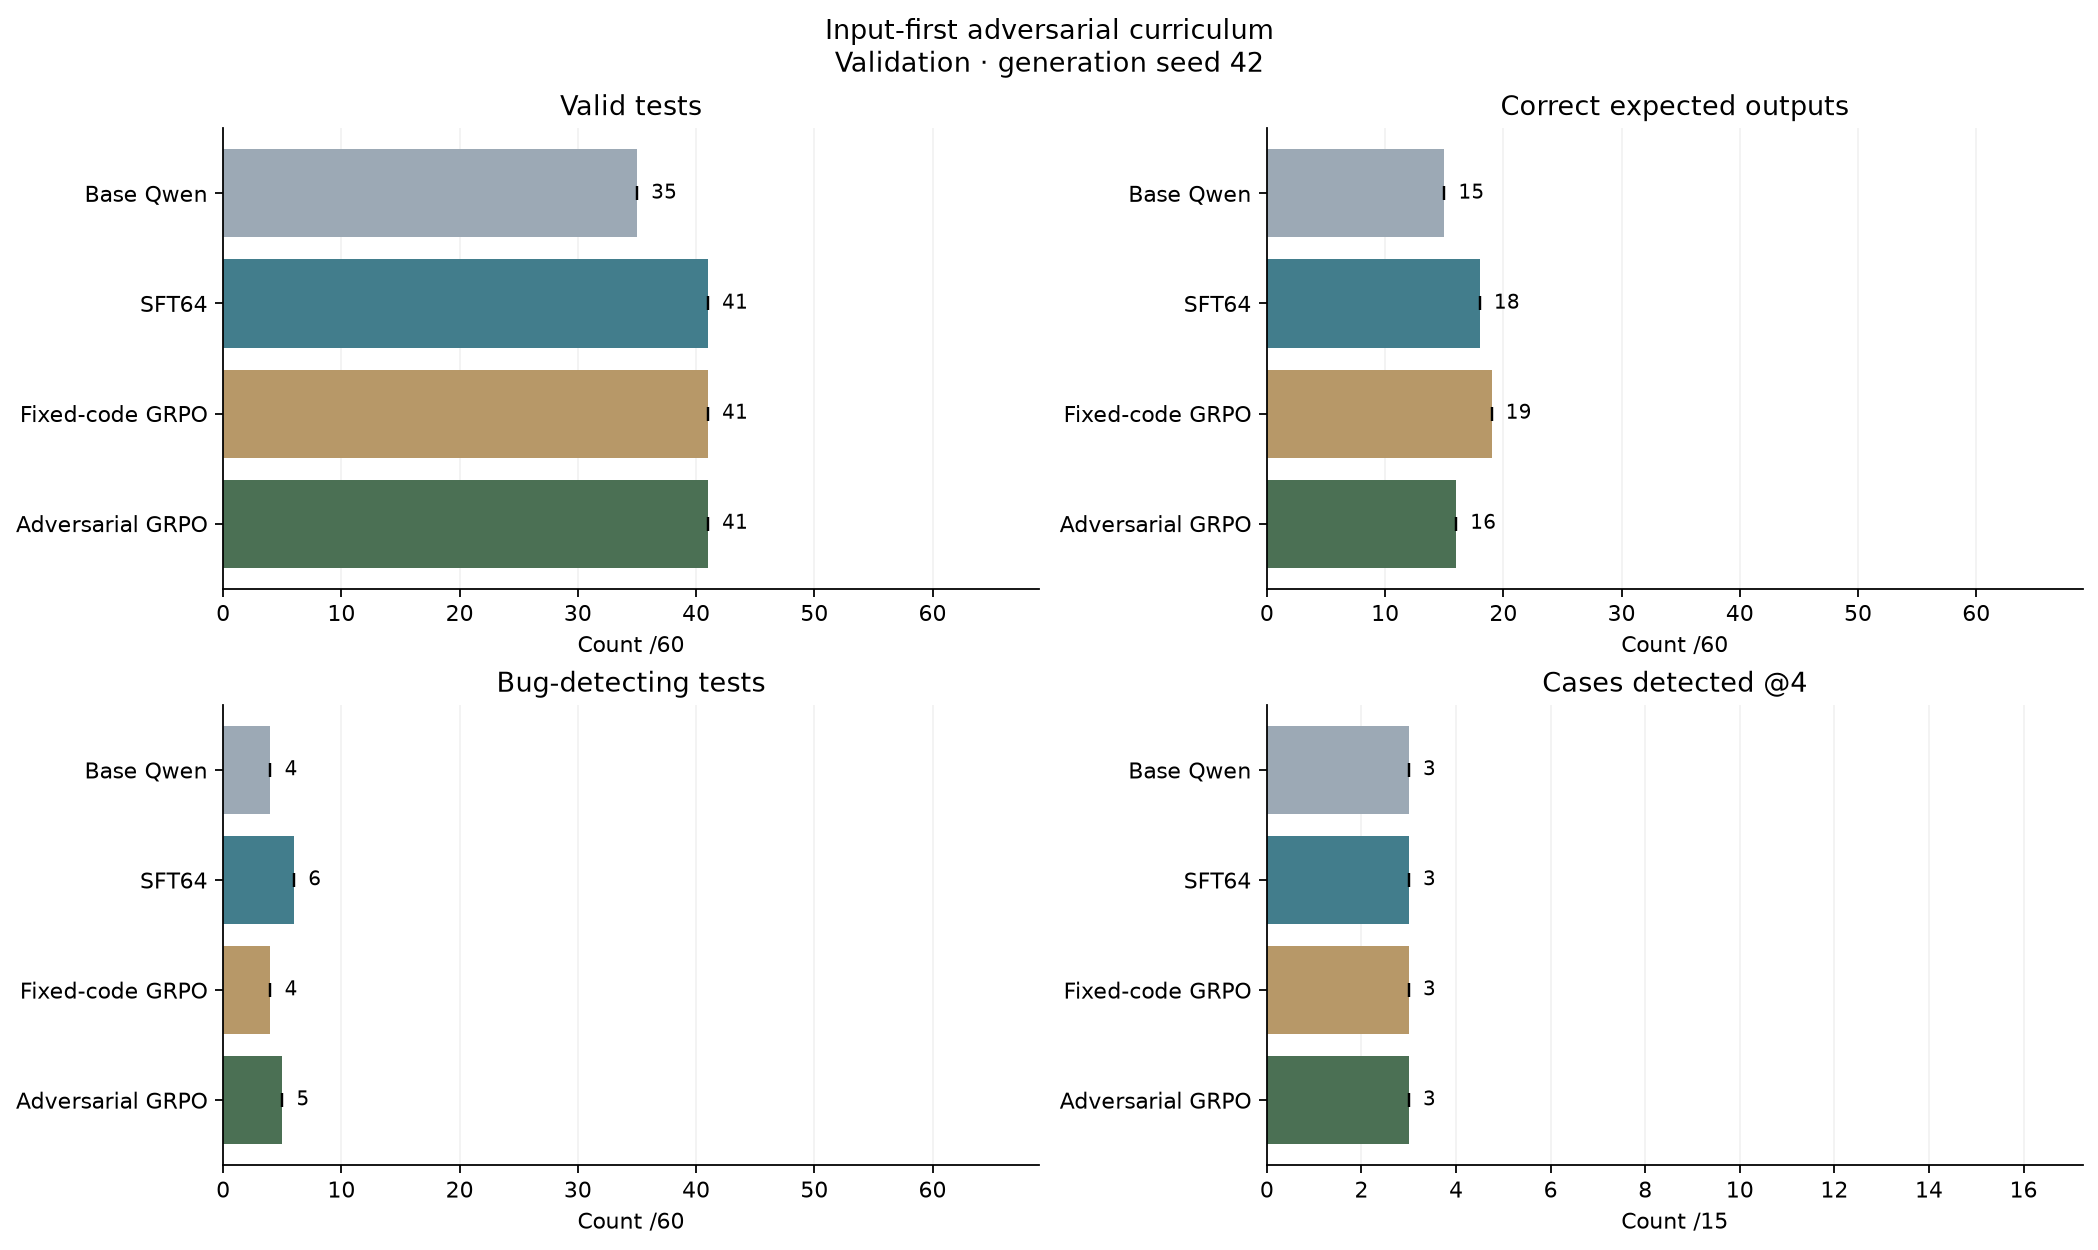 Input-first adversarial curriculum
Validation · generation seed 42
Valid tests
Base Qwen
35
SFT64
41
Fixed-code GRPO
41
Adversarial GRPO
41
0 10 20 30 40 50 60
Count /60
Correct expected outputs
Base Qwen
15
SFT64
18
Fixed-code GRPO
19
Adversarial GRPO
16
0 10 20 30 40 50 60
Count /60
Bug-detecting tests
Base Qwen
4
SFT64
6
Fixed-code GRPO
4
Adversarial GRPO
5
0 10 20 30 40 50 60
Count /60
Cases detected @4
Base Qwen
3
SFT64
3
Fixed-code GRPO
3
Adversarial GRPO
3
0 2 4 6 8 10 12 14 16
Count /15